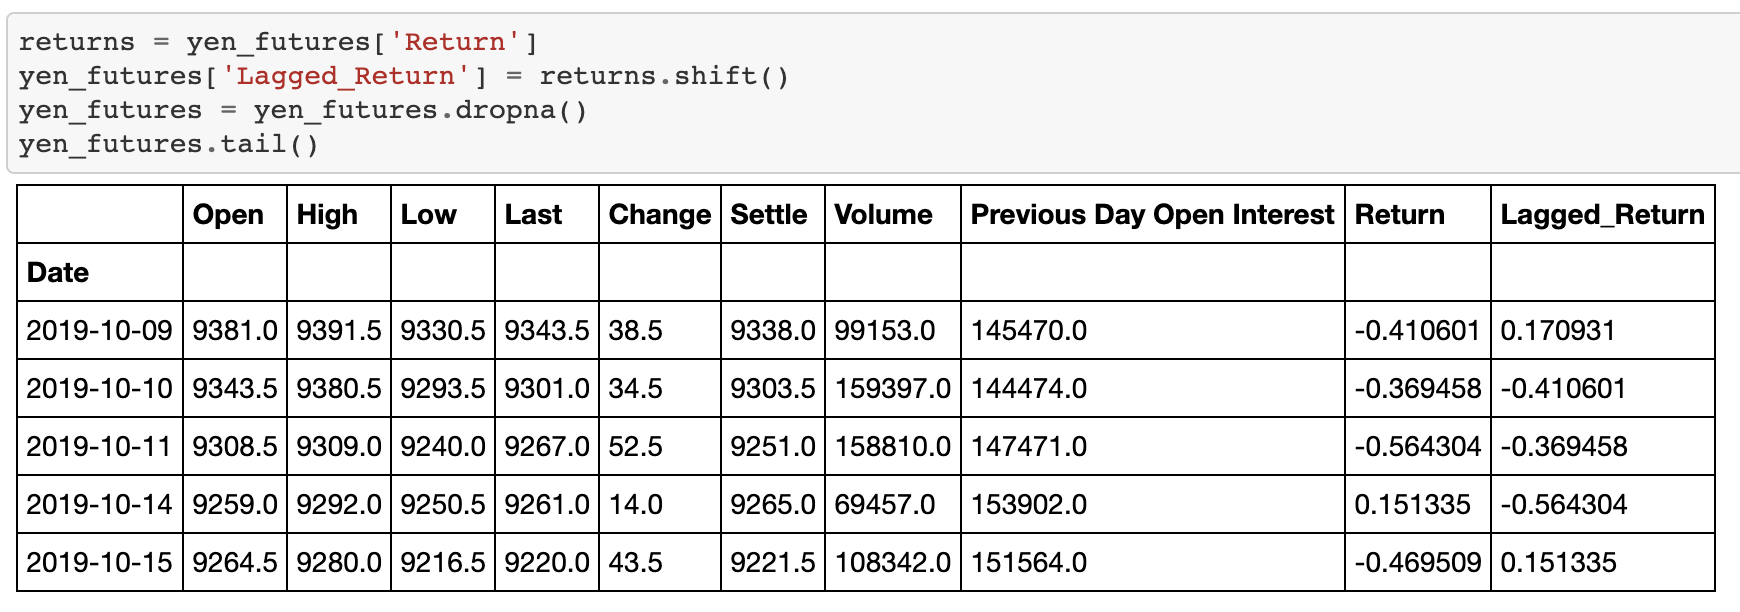 returns = yen_futures['Return']
yen_futures['Lagged_Return'] = returns.shift()
yen_futures = yen_futures.dropna()
yen_futures.tail()
Open High Low Last Change Settle Volume Previous Day Open Interest Return Lagged_Return
Date
2019-10-09 9381.0 9391.5 9330.5 9343.5 38.5 9338.0 99153.0 145470.0 -0.410601 0.170931
2019-10-10 9343.5 9380.5 9293.5 9301.0 34.5 9303.5 159397.0 144474.0 -0.369458 -0.410601
2019-10-11 9308.5 9309.0 9240.0 9267.0 52.5 9251.0 158810.0 147471.0 -0.564304 -0.369458
2019-10-14 9259.0 9292.0 9250.5 9261.0 14.0 9265.0 69457.0 153902.0 0.151335 -0.564304
2019-10-15 9264.5 9280.0 9216.5 9220.0 43.5 9221.5 108342.0 151564.0 -0.469509 0.151335